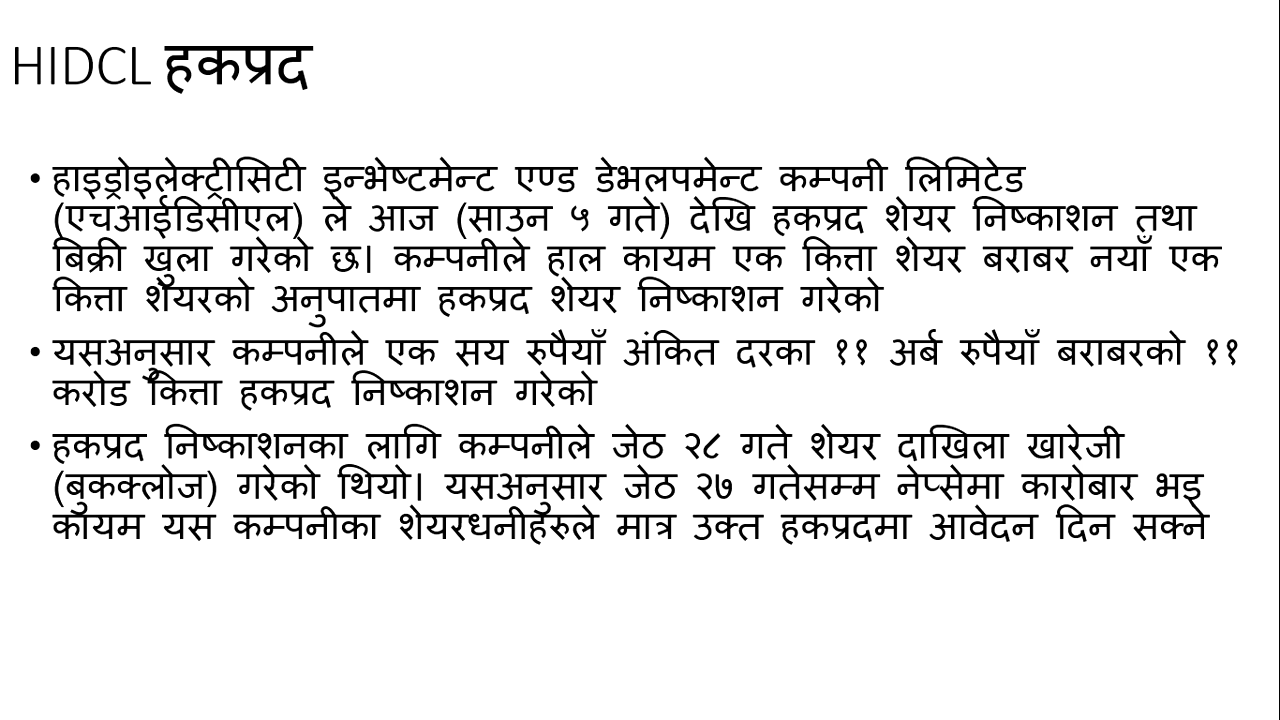 HIDCL हकप्रद
• हाइड्रोइलेक्ट्रीसिटी इन्भेष्टमेन्ट एण्ड डेभलपमेन्ट कम्पनी लिमिटेड
(एचआईडिसीएल) ले आज (साउन ५ गते) देखि हकप्रद शेयर निष्काशन तथा
बिक्री खुला गरेको छ। कम्पनीले हाल कायम एक कित्ता शेयर बराबर नयाँ एक
कित्ता शेयरको अनुपातमा हकप्रद शेयर निष्काशन गरेको
• यसअनुसार कम्पनीले एक सय रुपैयाँ अंकित दरका ११ अर्ब रुपैयाँ बराबरको ११
करोड कित्ता हकप्रद निष्काशन गरेको
• हकप्रद निष्काशनका लागि कम्पनीले जेठ २८ गते शेयर दाखिला खारेजी
(बुकक्लोज) गरेको थियो। यसअनुसार जेठ २७ गतेसम्म नेप्सेमा कारोबार भइ
कायम यस कम्पनीका शेयरधनीहरुले मात्र उक्त हकप्रदमा आवेदन दिन सक्ने